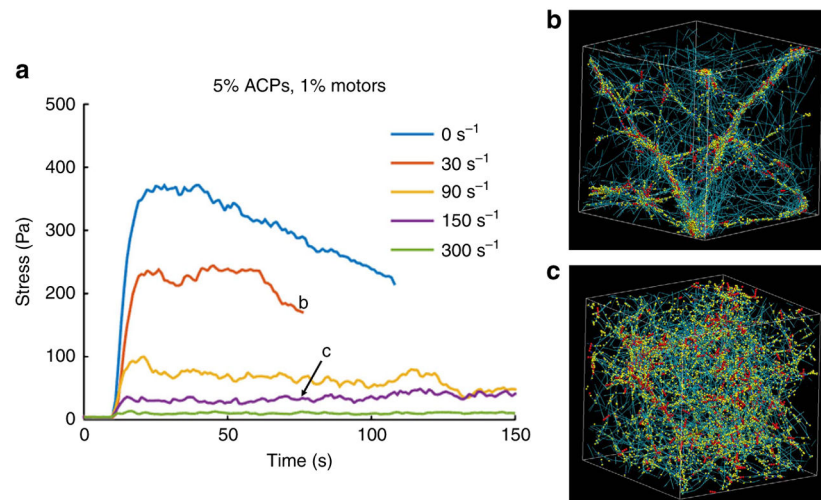 a
5% ACPs, 1% motors
500
400
300
200
100
0
Stress (Pa)
0 s⁻¹
30 s⁻¹
90 s⁻¹
150 s⁻¹
300 s⁻¹
b
c
0
50
100
150
Time (s)
b
c